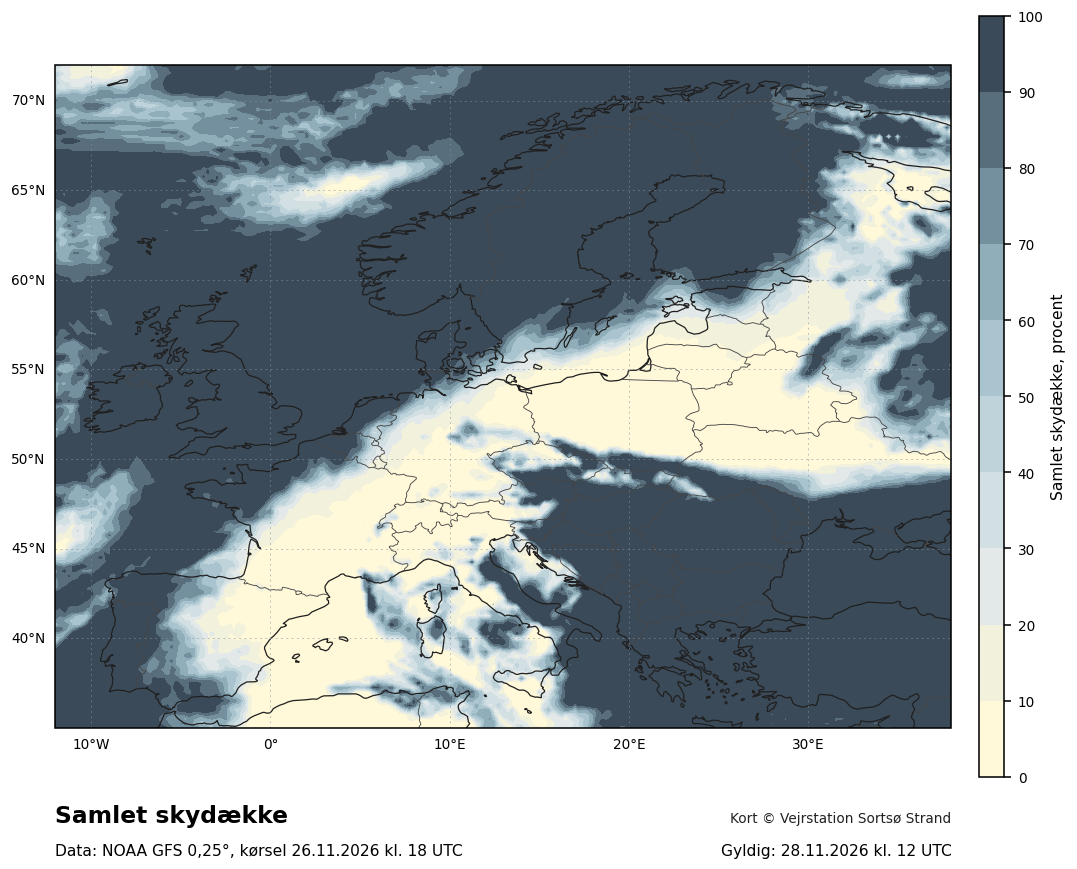 70°N
65°N
60°N
55°N
50°N
45°N
40°N
10°W
0°
10°E
20°E
30°E
100
90
80
70
60
50
40
30
20
10
0
Samlet skydække, procent
Samlet skydække
Kort © Vejrstation Sortsø Strand
Data: NOAA GFS 0,25°, kørsel 26.11.2026 kl. 18 UTC
Gyldig: 28.11.2026 kl. 12 UTC